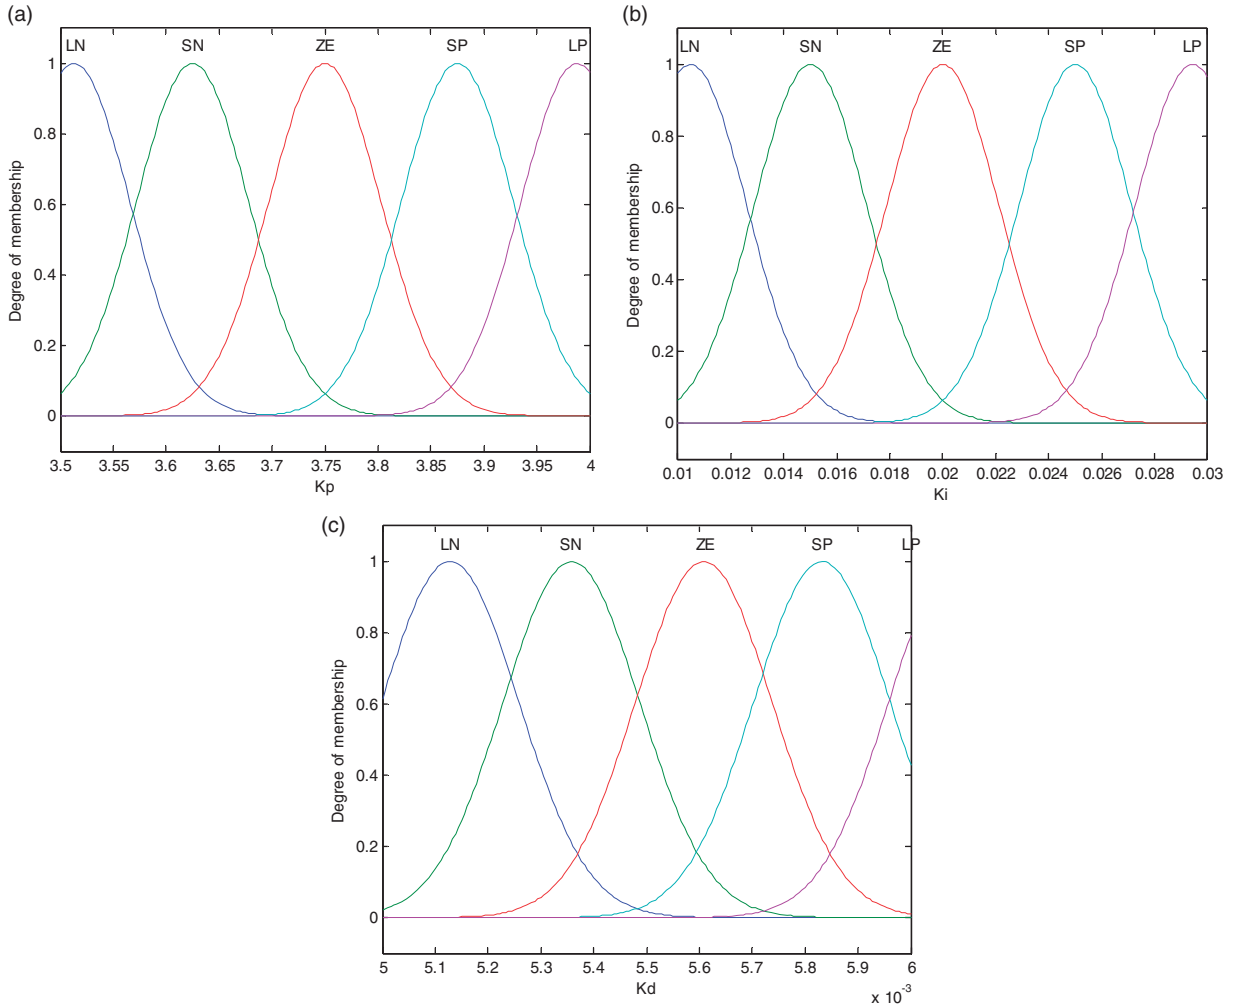 (a)
LN SN ZE SP LP
1
0.8
0.6
0.4
0.2
0
Degree of membership
3.5 3.55 3.6 3.65 3.7 3.75 3.8 3.85 3.9 3.95 4
Kp
(b)
LN SN ZE SP LP
1
0.8
0.6
0.4
0.2
0
Degree of membership
0.01 0.012 0.014 0.016 0.018 0.02 0.022 0.024 0.026 0.028 0.03
Ki
(c)
LN SN ZE SP LP
1
0.8
0.6
0.4
0.2
0
Degree of membership
5 5.1 5.2 5.3 5.4 5.5 5.6 5.7 5.8 5.9 6
Kd
x 10-3